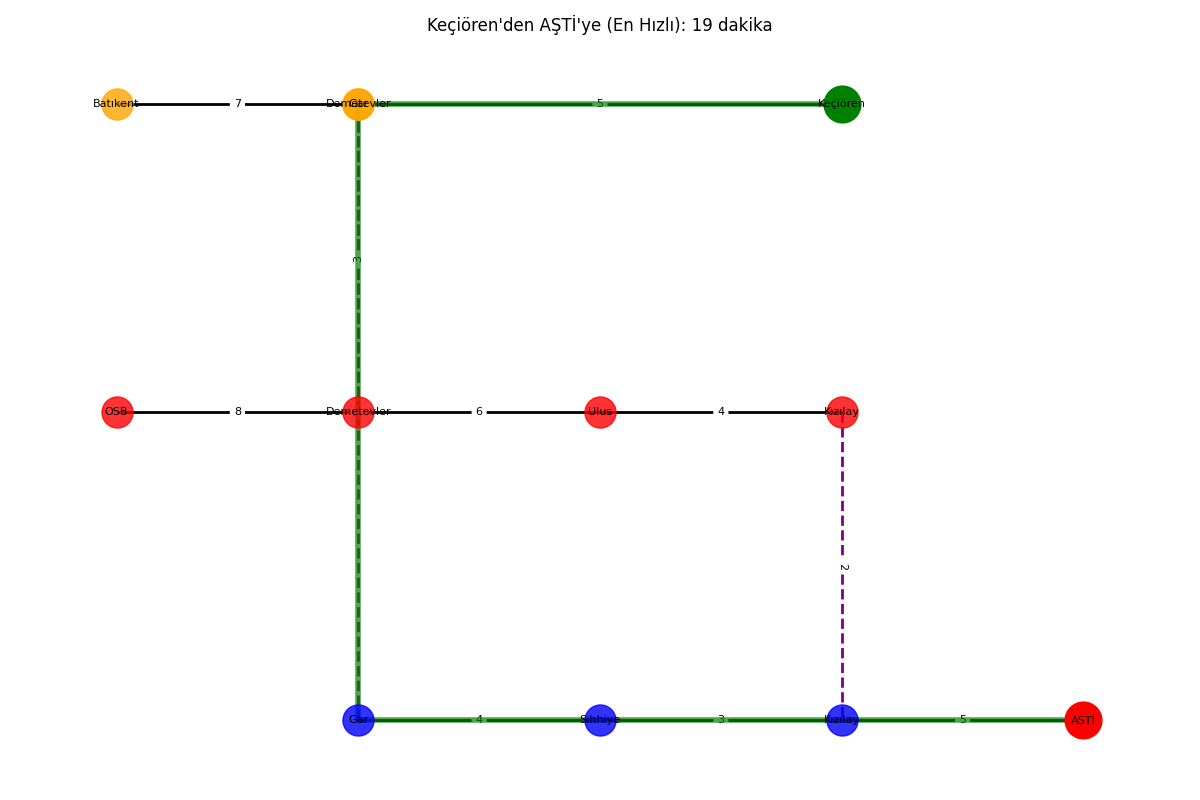 Keçiören'den AŞTİ'ye (En Hızlı): 19 dakika
Batıkent
7
Demetevler
Gar
5
Keçiören
3
OSB
8
Demetevler
6
Ulus
4
Kızılay
2
Gar
4
Sıhhiye
3
Kızılay
5
AŞTİ